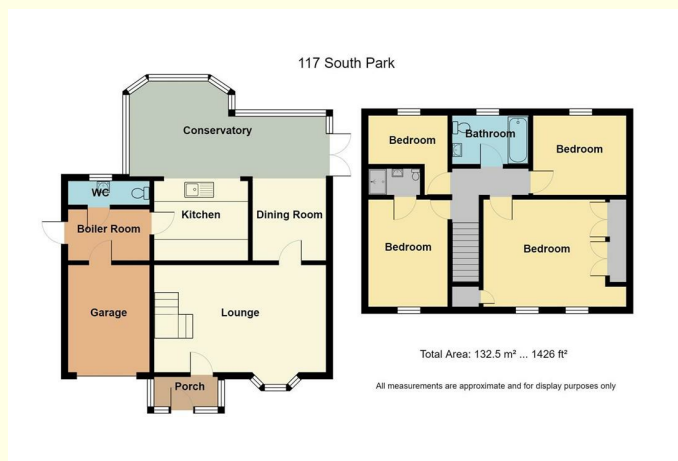 117 South Park
Conservatory
WC
Boiler Room
Kitchen
Dining Room
Garage
Lounge
Porch
Bedroom
Bathroom
Bedroom
Bedroom
Bedroom
Total Area: 132.5 m² ... 1426 ft²
All measurements are approximate and for display purposes only